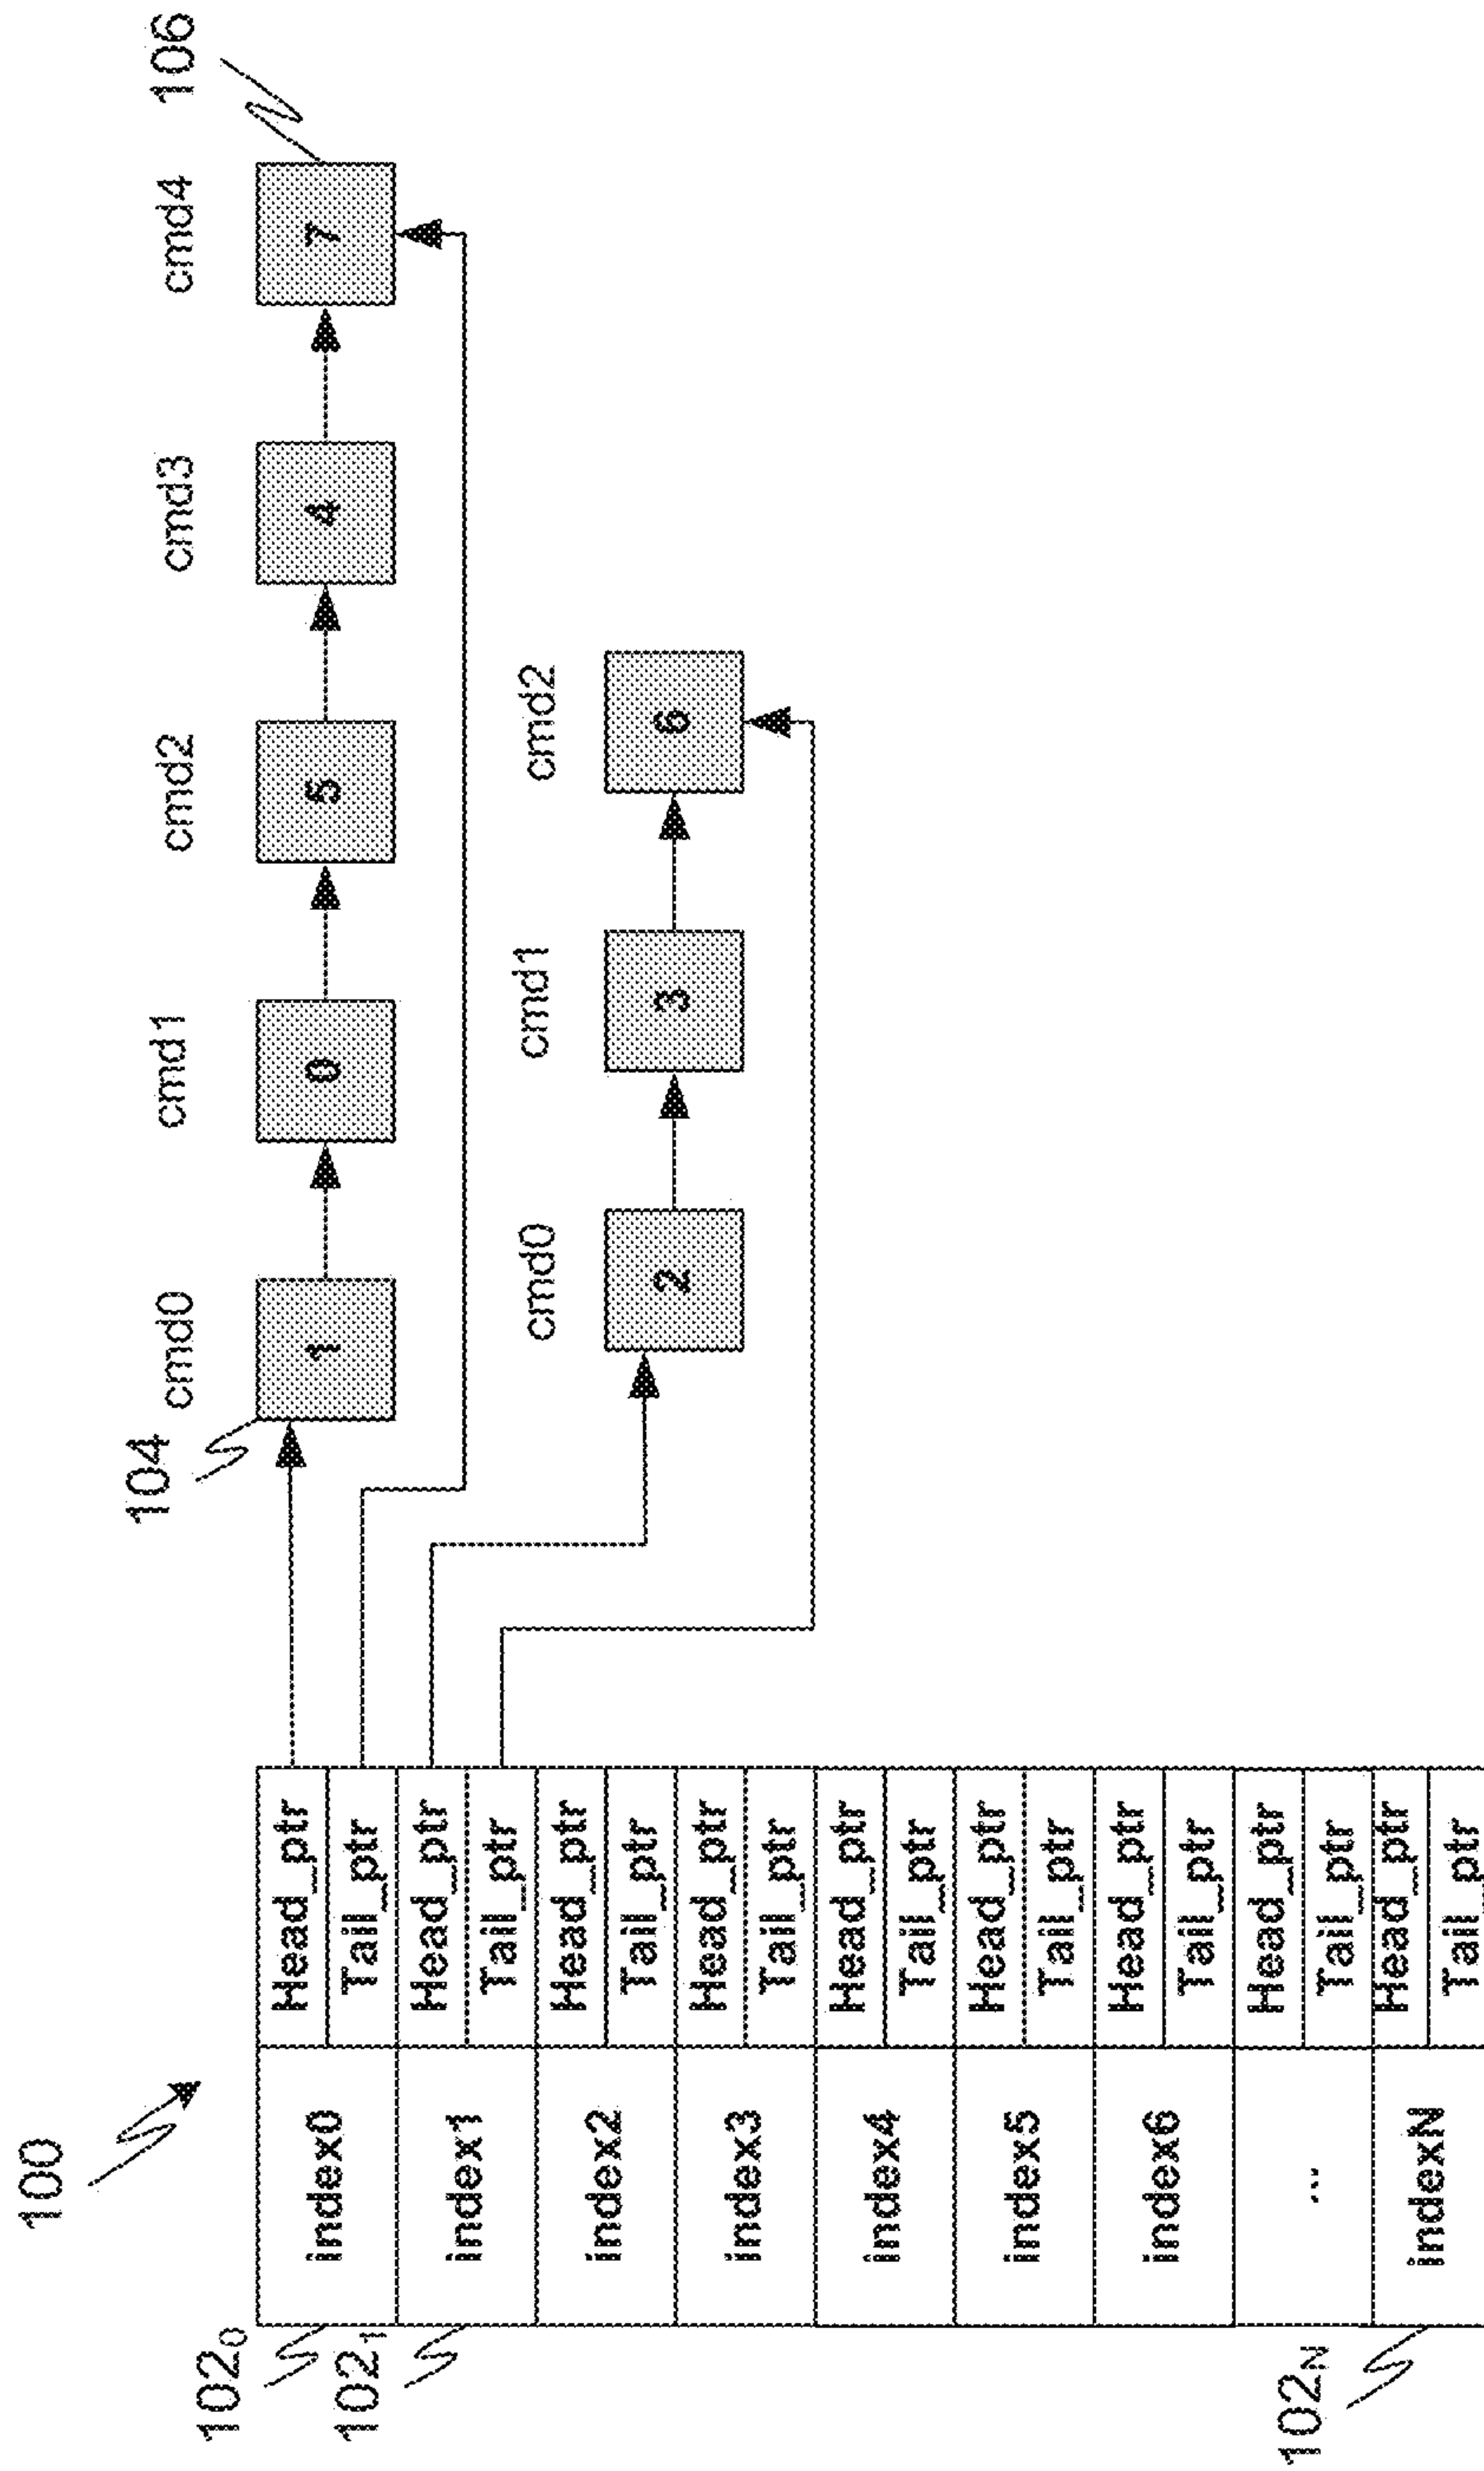 100
102₀
index0
Head_ptr
Tail_ptr
102₁
index1
Head_ptr
Tail_ptr
index2
Head_ptr
Tail_ptr
index3
Head_ptr
Tail_ptr
index4
Head_ptr
Tail_ptr
index5
Head_ptr
Tail_ptr
index6
Head_ptr
Tail_ptr
...
Head_ptr
Tail_ptr
102N
indexN
Head_ptr
Tail_ptr
104
cmd0 cmd1 cmd2 cmd3 cmd4
106
1 0 5 4 7
cmd0 cmd1 cmd2
2 3 6